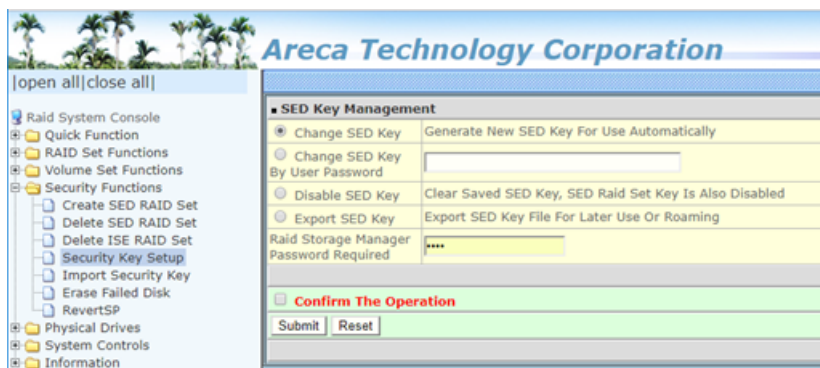 Areca Technology Corporation
|open all|close all|
Raid System Console
Quick Function
RAID Set Functions
Volume Set Functions
Security Functions
Create SED RAID Set
Delete SED RAID Set
Delete ISE RAID Set
Security Key Setup
Import Security Key
Erase Failed Disk
RevertSP
Physical Drives
System Controls
Information
SED Key Management
Change SED Key Generate New SED Key For Use Automatically
Change SED Key
By User Password
Disable SED Key Clear Saved SED Key, SED Raid Set Key Is Also Disabled
Export SED Key Export SED Key File For Later Use Or Roaming
Raid Storage Manager
Password Required ••••
Confirm The Operation
Submit Reset